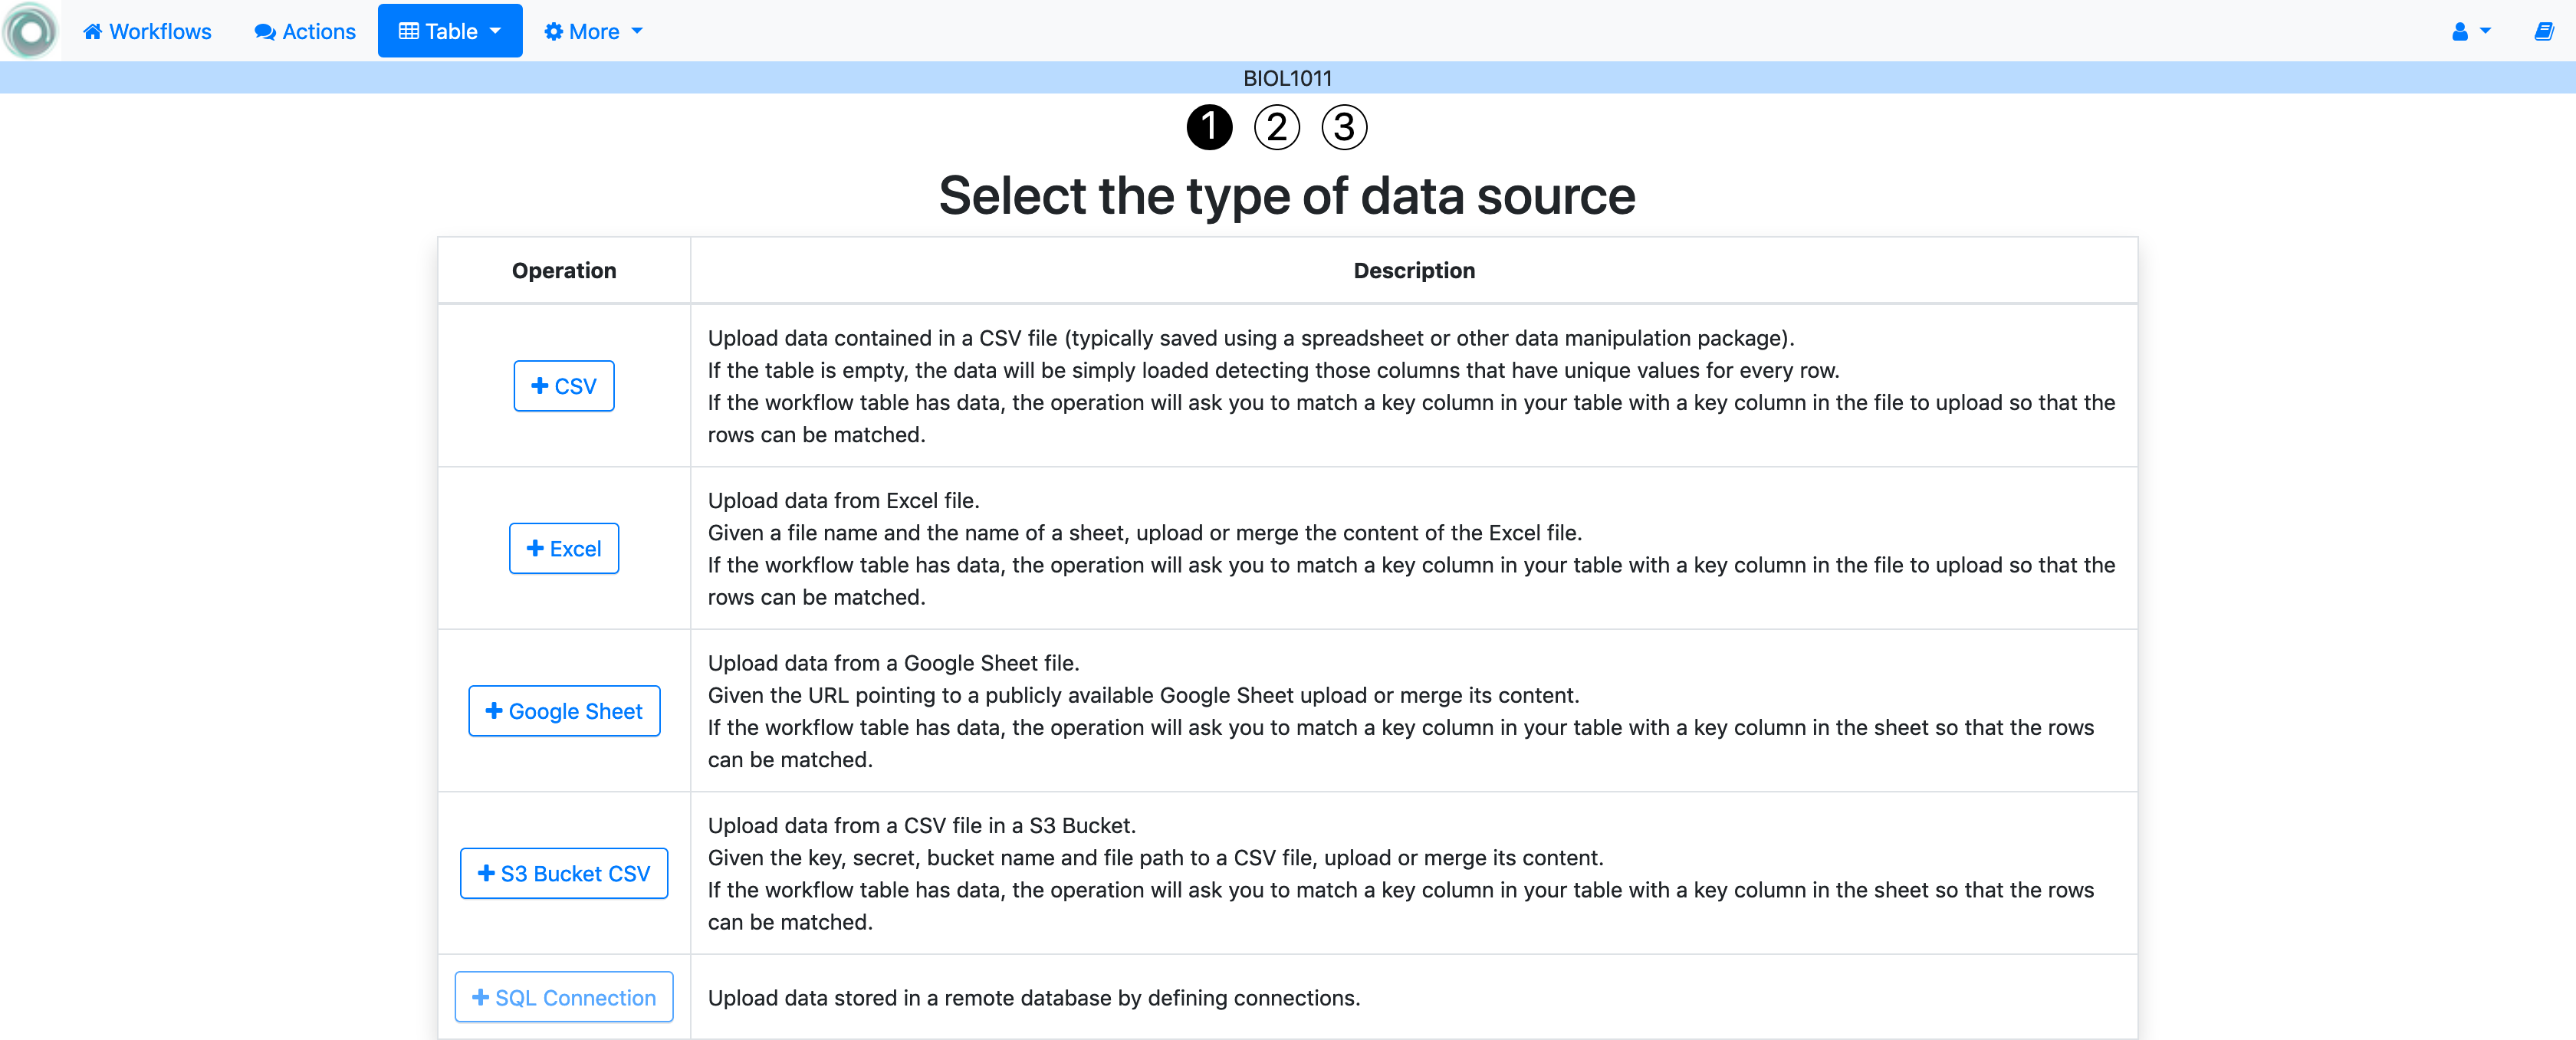 Workflows Actions Table More
BIOL1011
1 2 3
Select the type of data source
Operation Description
CSV
Upload data contained in a CSV file (typically saved using a spreadsheet or other data manipulation package).
If the table is empty, the data will be simply loaded detecting those columns that have unique values for every row.
If the workflow table has data, the operation will ask you to match a key column in your table with a key column in the file to upload so that the
rows can be matched.
Excel
Upload data from Excel file.
Given a file name and the name of a sheet, upload or merge the content of the Excel file.
If the workflow table has data, the operation will ask you to match a key column in your table with a key column in the file to upload so that the
rows can be matched.
Google Sheet
Upload data from a Google Sheet file.
Given the URL pointing to a publicly available Google Sheet upload or merge its content.
If the workflow table has data, the operation will ask you to match a key column in your table with a key column in the sheet so that the rows
can be matched.
S3 Bucket CSV
Upload data from a CSV file in a S3 Bucket.
Given the key, secret, bucket name and file path to a CSV file, upload or merge its content.
If the workflow table has data, the operation will ask you to match a key column in your table with a key column in the sheet so that the rows
can be matched.
SQL Connection
Upload data stored in a remote database by defining connections.